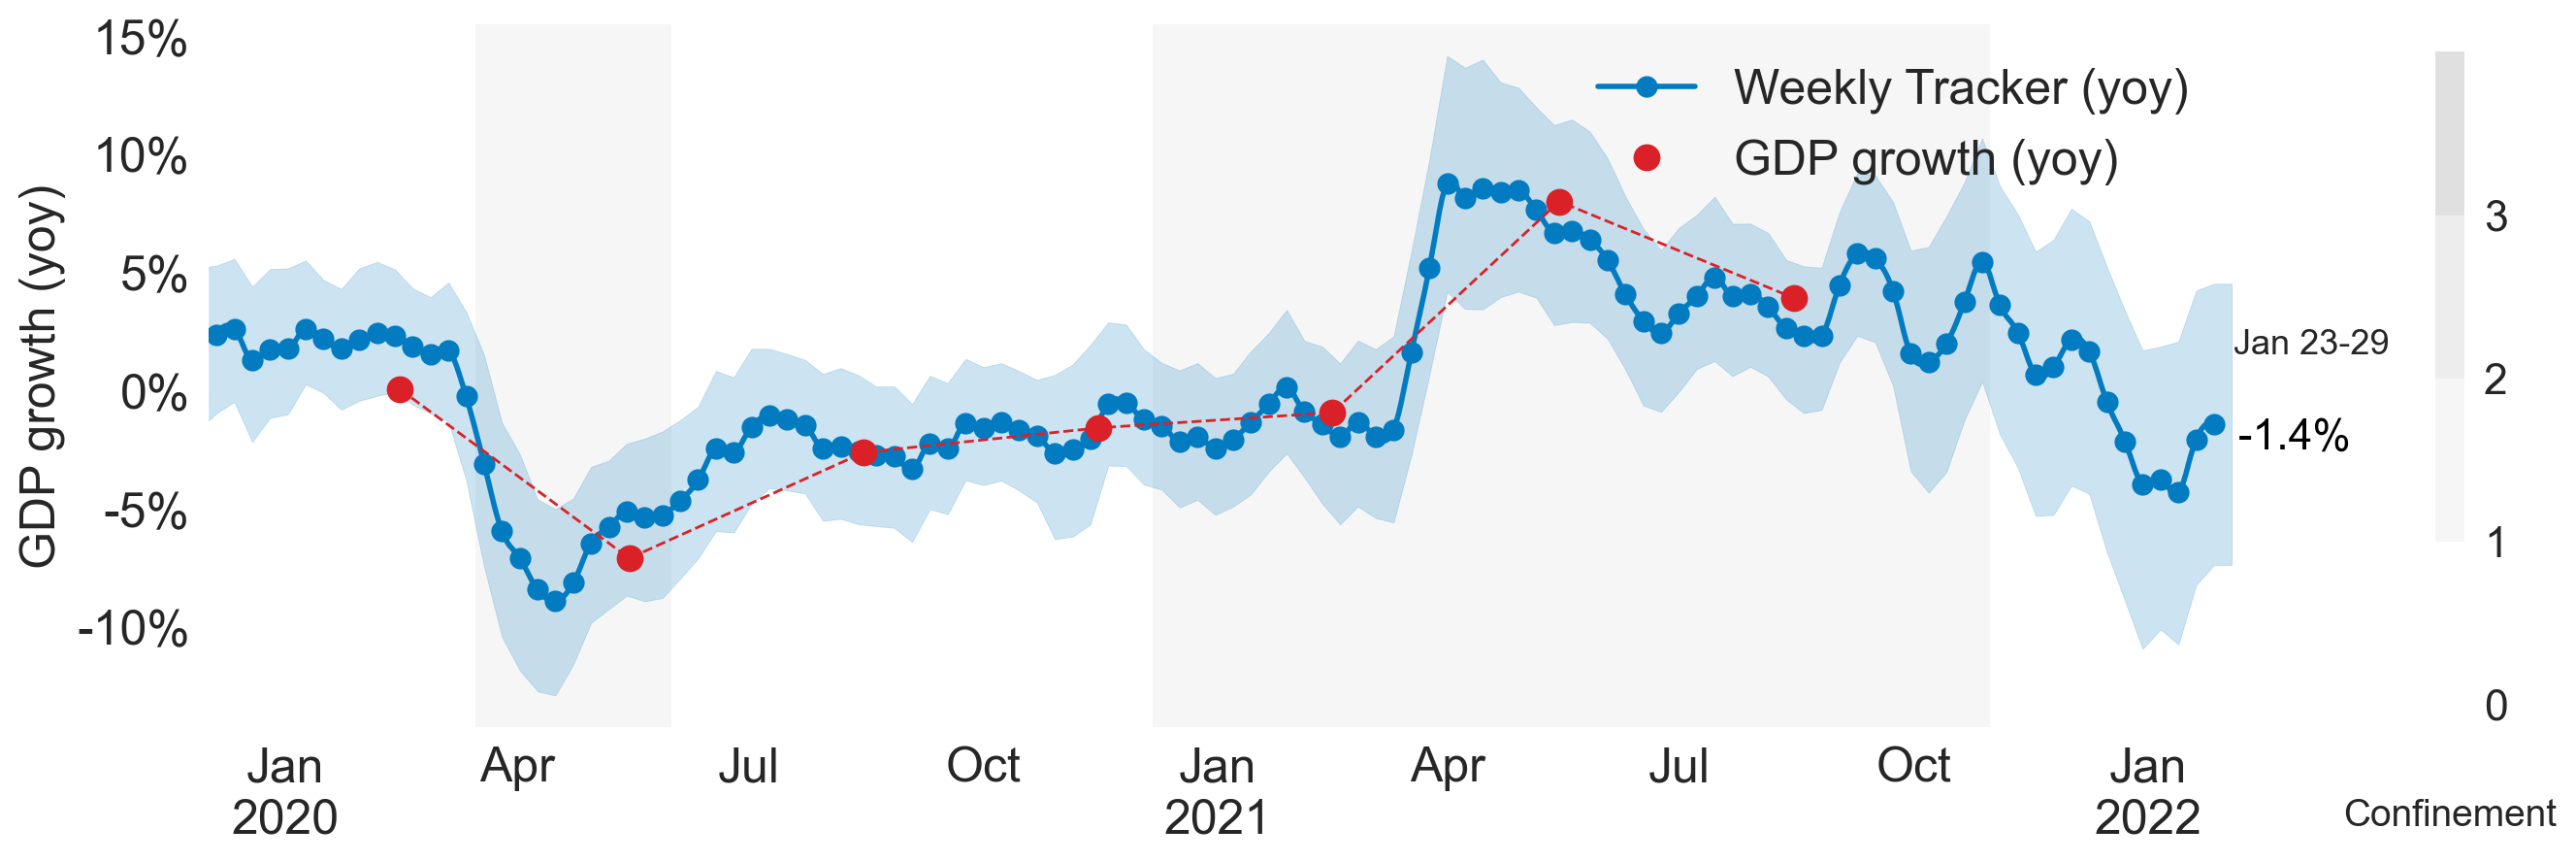 15%
10%
5%
0%
-5%
-10%
GDP growth (yoy)
Weekly Tracker (yoy)
GDP growth (yoy)
Jan 23-29
-1.4%
3
2
1
0
Jan Apr Jul Oct Jan Apr Jul Oct Jan
2020 2021 2022
Confinement